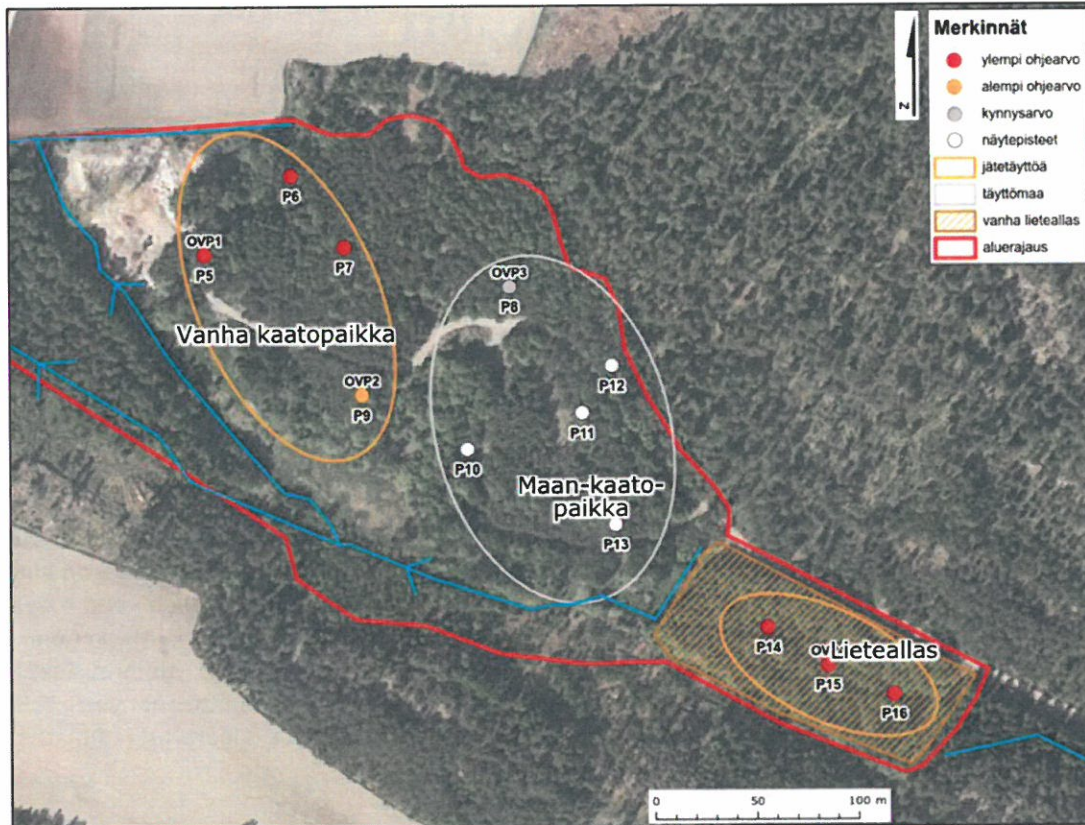 Merkinnät
ylempi ohjearvo
alempi ohjearvo
kynnysarvo
näytepisteet
jätetäyttöä
täyttömaa
vanha lieteallas
aluerajaus
Z
P6
OVP1
P5
P7
OVP3
P8
Vanha kaatopaikka
OVP2
P9
P12
P11
P10
Maan-kaato-
paikka
P13
P14
Lieteallas
P15
P16
0 50 100 m